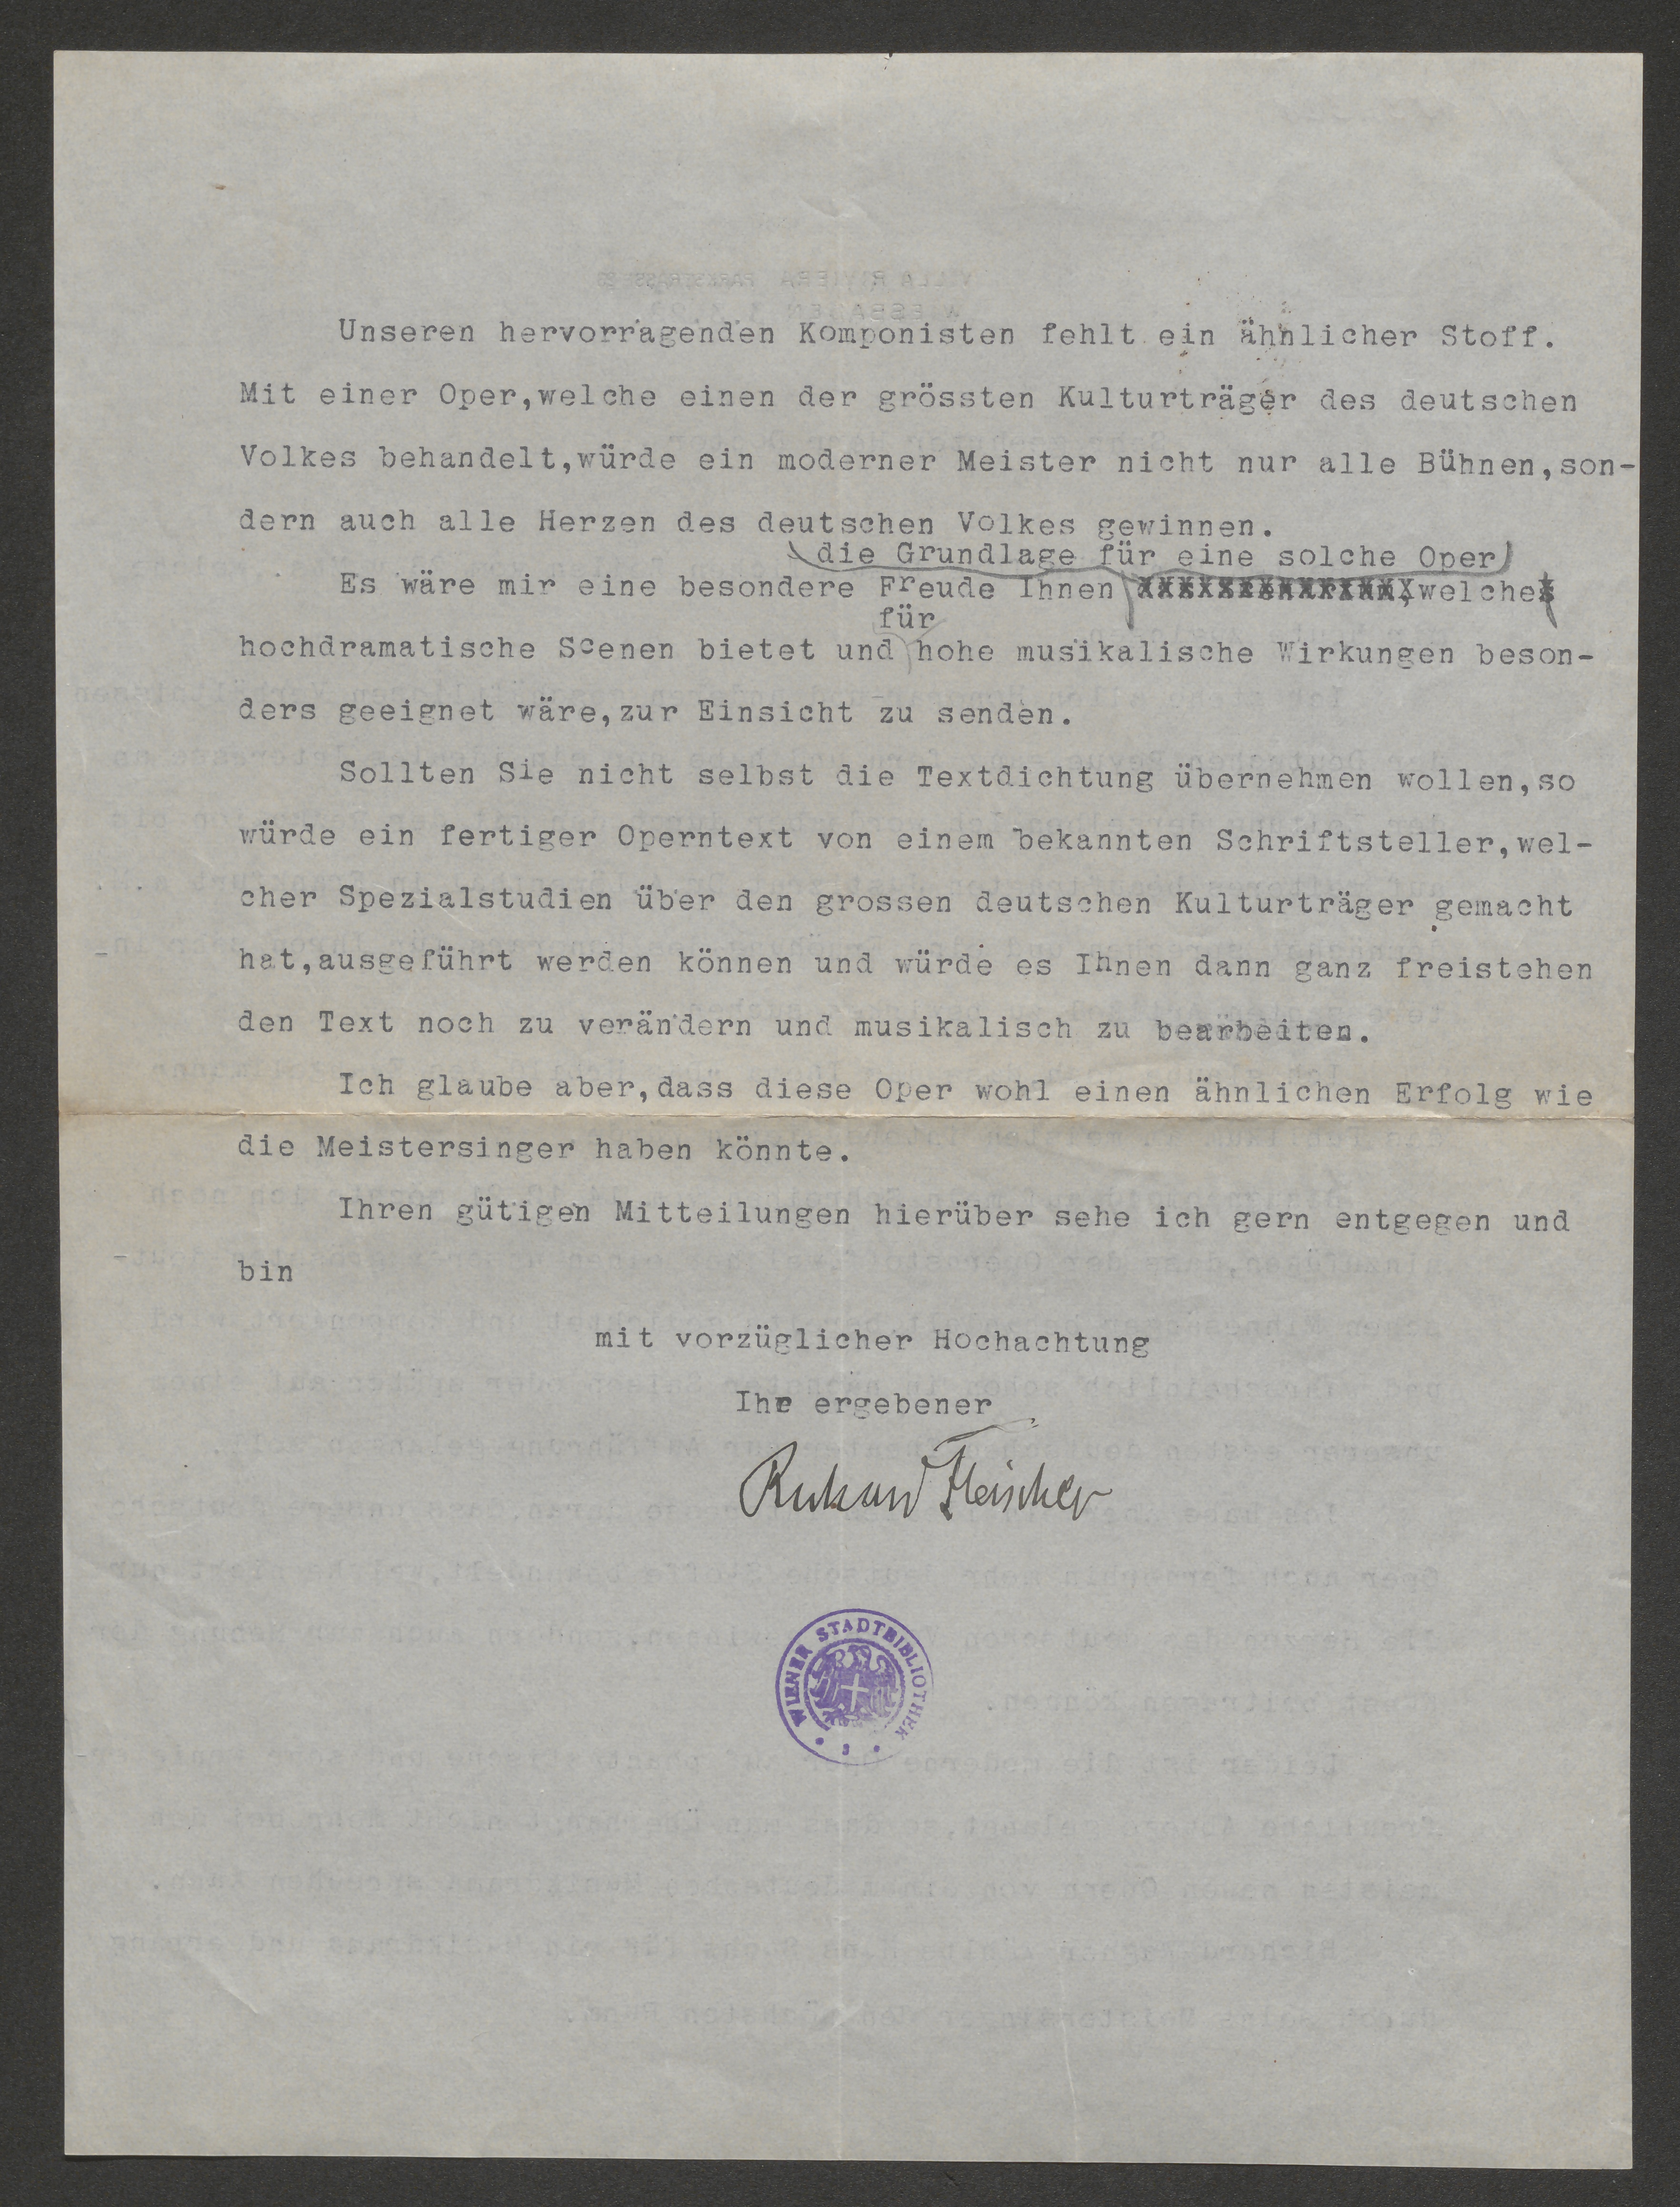 Unseren hervorragenden Komponisten fehlt ein ähnlicher Stoff.
Mit einer Oper,welche einen der grössten Kulturträger des deutschen
Volkes behandelt,würde ein moderner Meister nicht nur alle Bühnen,son-
dern auch alle Herzen des deutschen Volkes gewinnen.
die Grundlage für eine solche Oper
Es wäre mir eine besondere Freude Ihnen welche
für
hochdramatische Scenen bietet und hohe musikalische Wirkungen beson-
ders geeignet wäre,zur Einsicht zu senden.
Sollten Sie nicht selbst die Textdichtung übernehmen wollen,so
würde ein fertiger Operntext von einem bekannten Schriftsteller,wel-
cher Spezialstudien über den grossen deutschen Kulturträger gemacht
hat,ausgeführt werden können und würde es Ihnen dann ganz freistehen
den Text noch zu verändern und musikalisch zu bearbeiten.
Ich glaube aber,dass diese Oper wohl einen ähnlichen Erfolg wie
die Meistersinger haben könnte.
Ihren gütigen Mitteilungen hierüber sehe ich gern entgegen und
bin
mit vorzüglicher Hochachtung
Ihr ergebener
Richard Fleischer
WIENER STADTBIBLIOTHEK